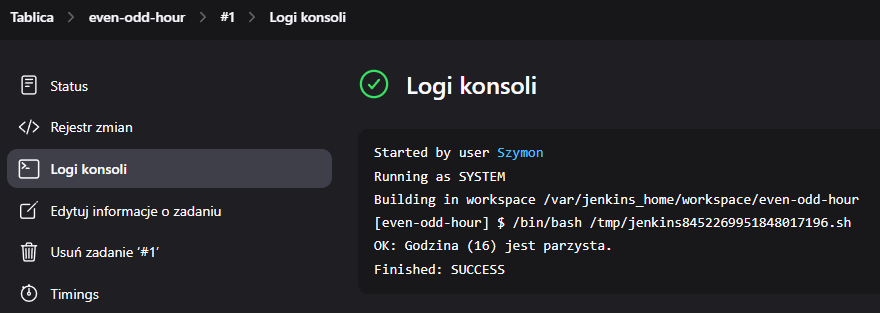 Tablica > even-odd-hour > #1 > Logi konsoli
Status
Rejestr zmian
Logi konsoli
Edytuj informacje o zadaniu
Usuń zadanie ‘#1’
Timings
Logi konsoli
Started by user Szymon
Running as SYSTEM
Building in workspace /var/jenkins_home/workspace/even-odd-hour
[even-odd-hour] $ /bin/bash /tmp/jenkins8452269951848017196.sh
OK: Godzina (16) jest parzysta.
Finished: SUCCESS